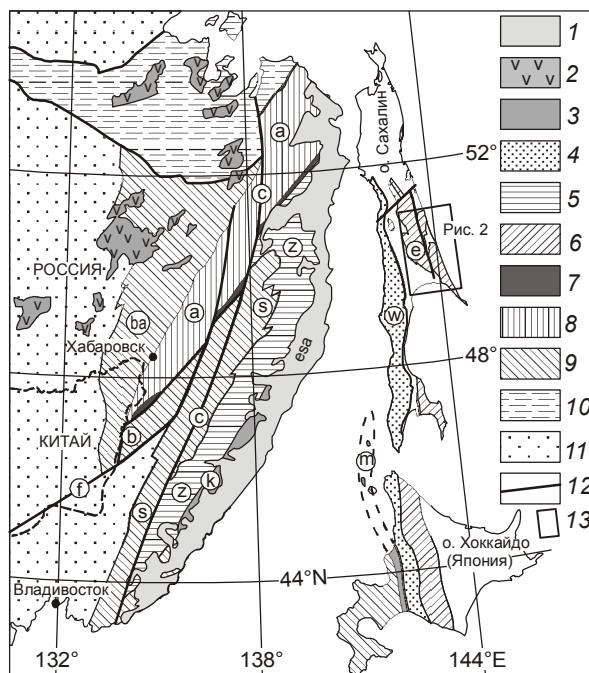 1
2
3
4
5
6
7
8
9
10
11
12
13
о. Сахалин
52°
Рис. 2
a
c
e
z
РОССИЯ
s
ba
a
w
esa
Хабаровск
48°
КИТАЙ
b
c
m
f
k
z
s
о. Хоккайдо
(Япония)
44°N
Владивосток
132°
138°
144°E